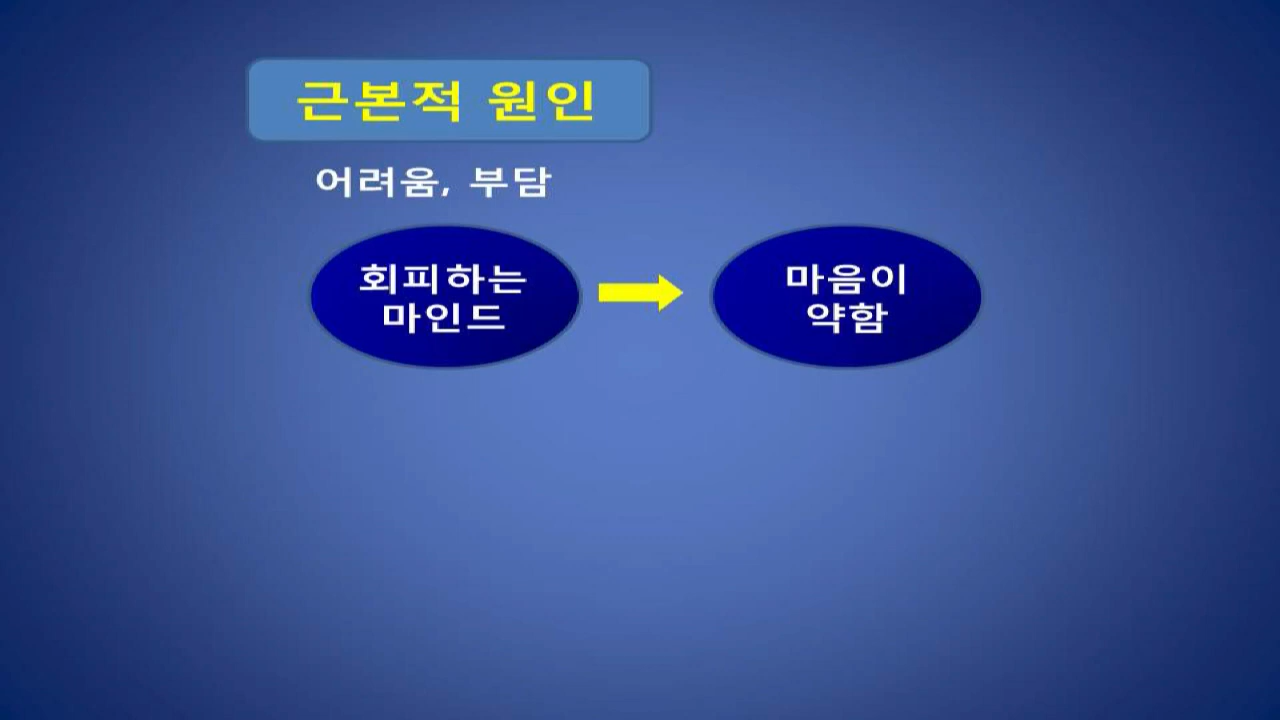 근본적 원인
어려움, 부담
회피하는
마인드
마음이
약함